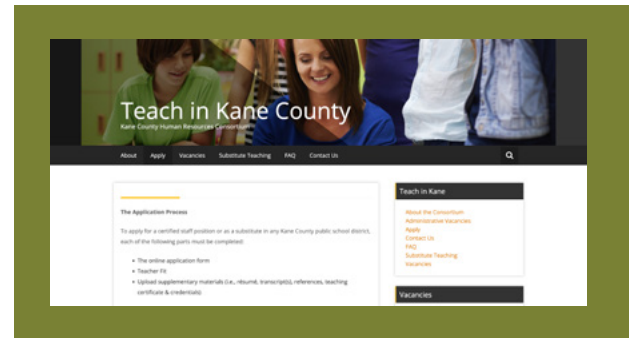 Teach in Kane County
Kane County Human Resources Consortium
About Apply Vacancies Substitute Teaching FAQ Contact Us
The Application Process
To apply for a certified staff position or as a substitute in any Kane County public school district,
each of the following parts must be completed:
The online application form
Teacher Fit
Upload supplementary materials (i.e., résumé, transcript(s), references, teaching
certificate & credentials)
Teach in Kane
About the Consortium
Administrative Vacancies
Apply
Contact Us
FAQ
Substitute Teaching
Vacancies
Vacancies